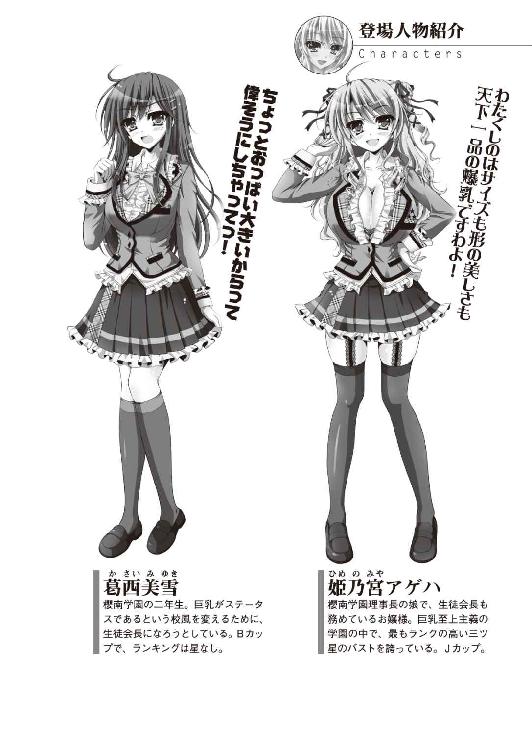 登場人物紹介
Characters
わたくしのはサイズも形の美しさも
天下一品の爆乳ですわよ！
ちょっとおっぱい大きいからって
偉そうにしちゃってっ！
かさいみゆき
葛西美雪
櫻南学園の二年生。巨乳がステータ
スであるという校風を変えるために、
生徒会長になろうとしている。Bカッ
プで、ランキングは星なし。
ひめのみや
姫乃宮アゲハ
櫻南学園理事長の娘で、生徒会長も
務めているお嬢様。巨乳至上主義の
学園の中で、最もランクの高い三ツ
星のバストを誇っている。Jカップ。